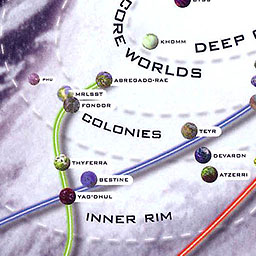 CORE WORLDS
KHOMM
DEEP
PHU
ABREGADO-RAE
MRLSST
FONDOR
COLONIES
TEYR
DEVARON
THYFERRA
ATZERRI
BESTINE
YAG'DHUL
INNER RIM